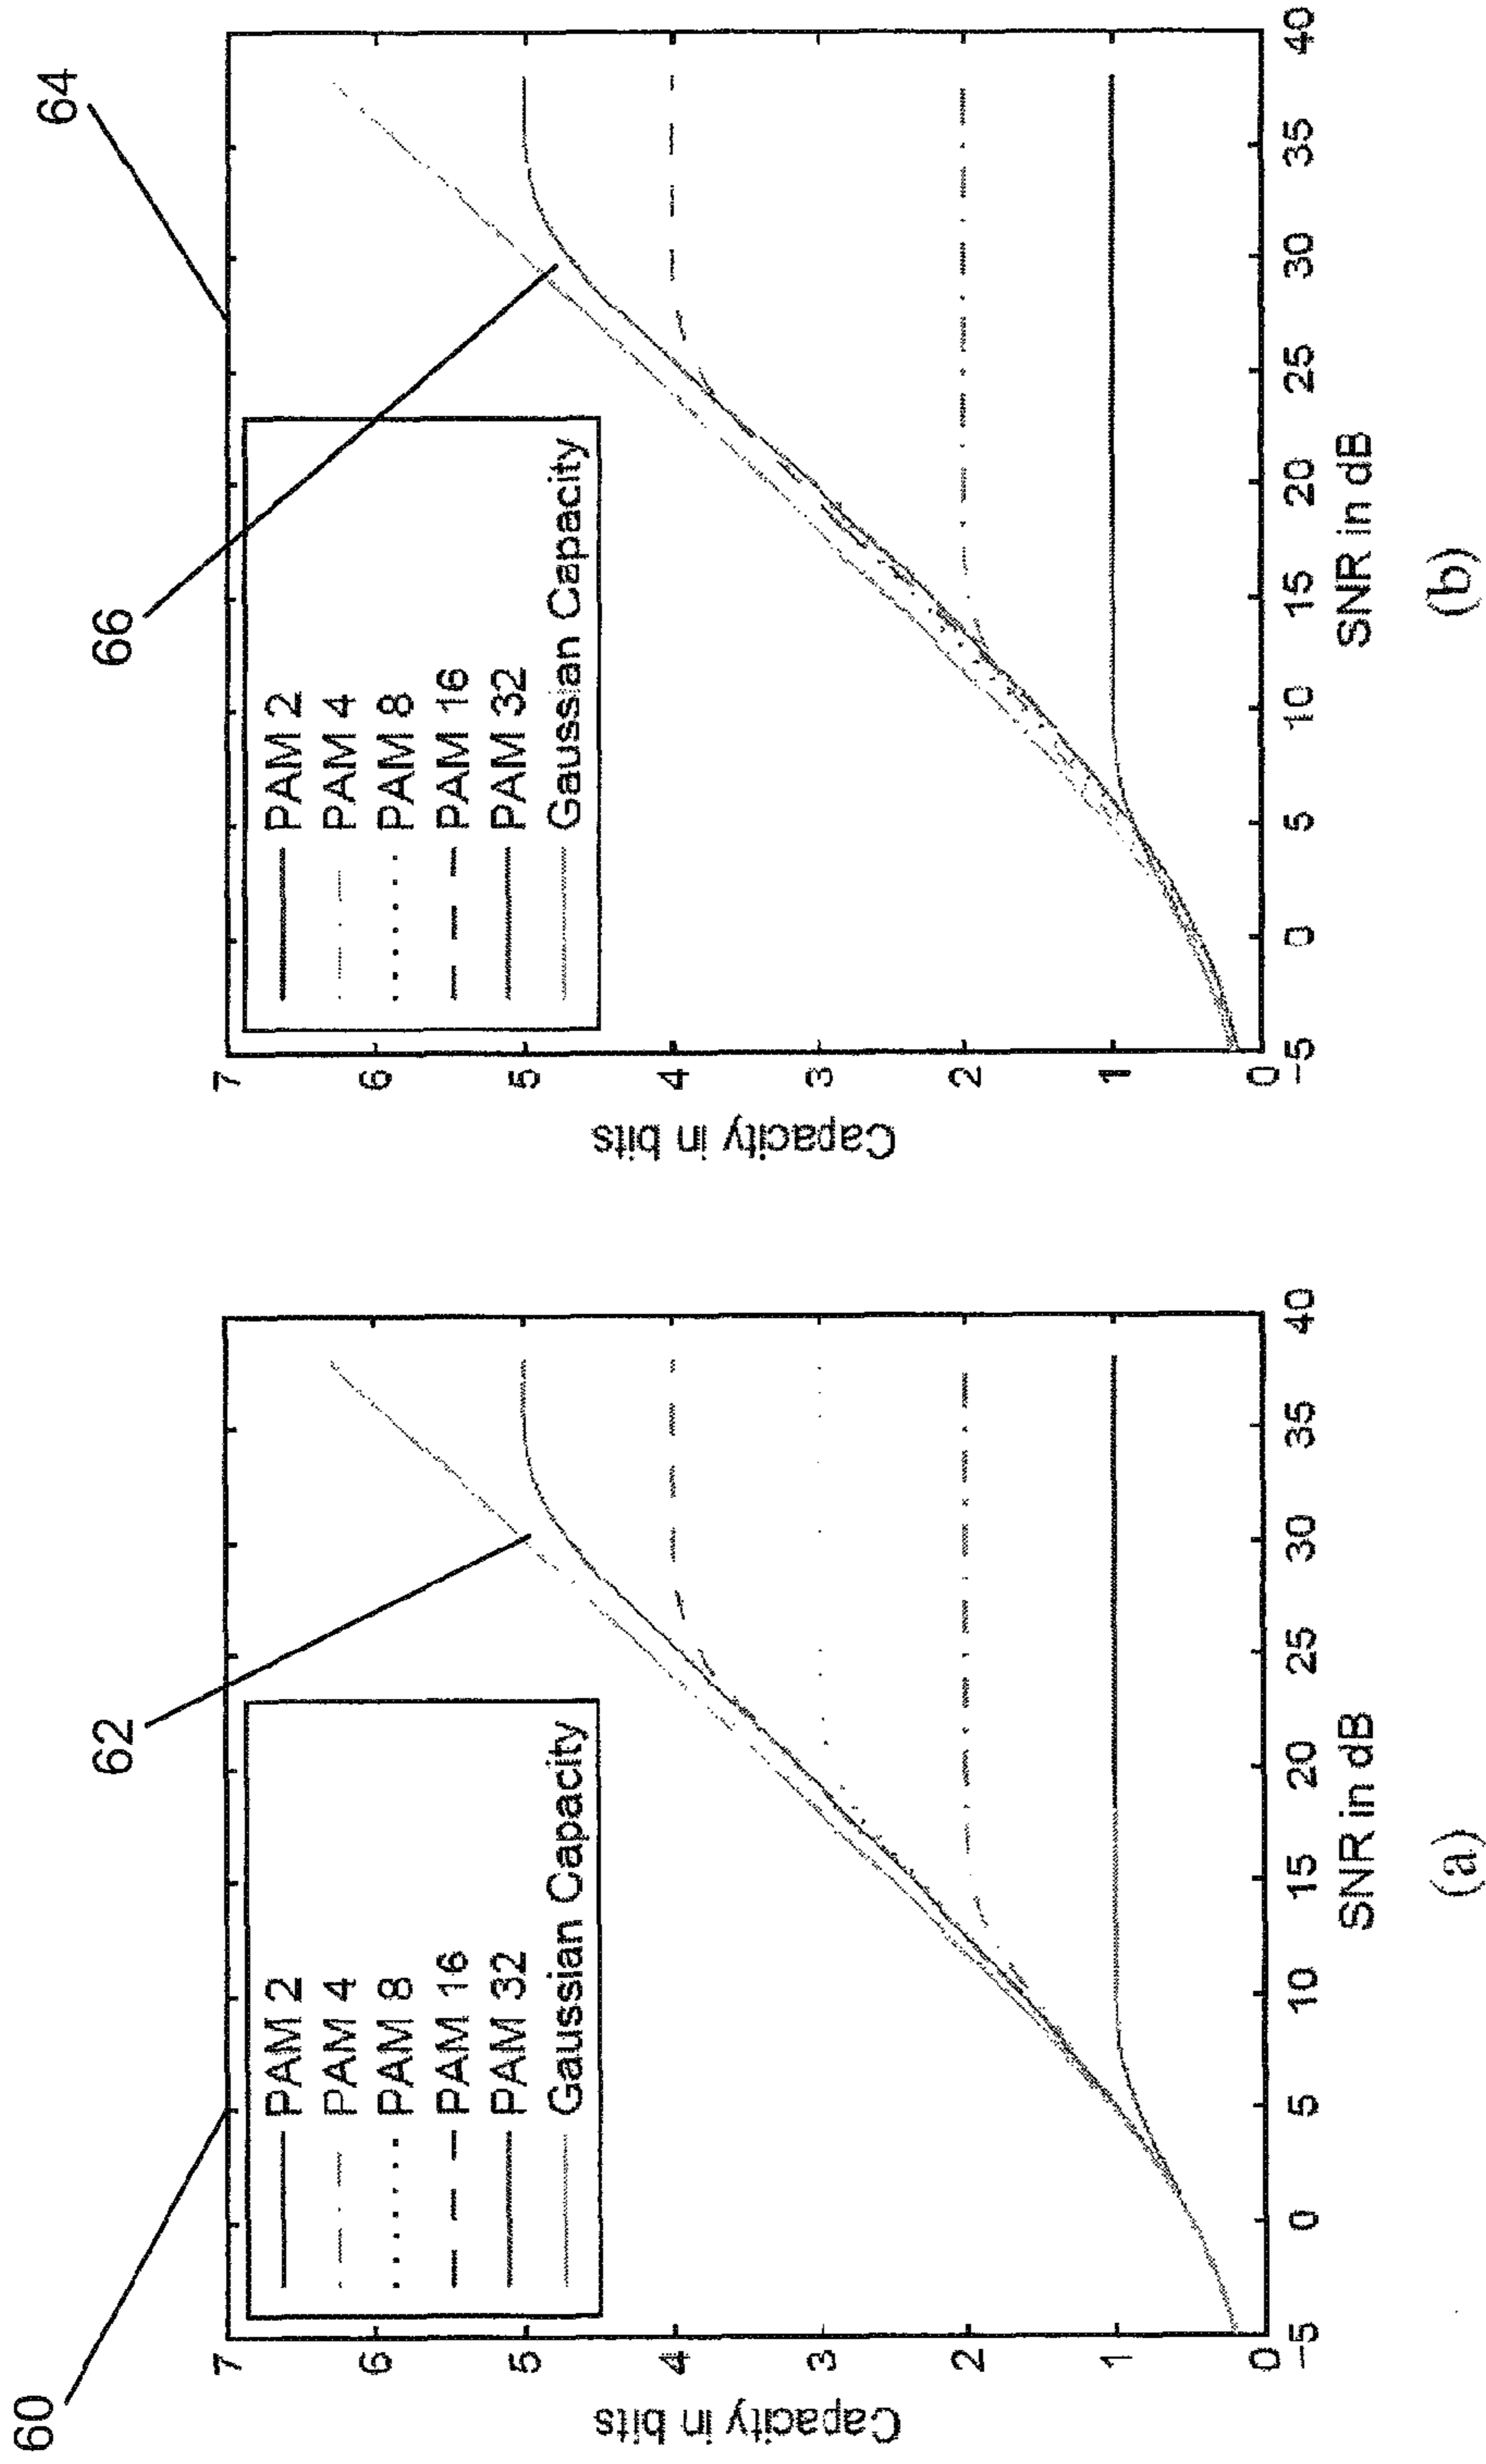 60
62
7
6
5
4
3
2
1
0
Capacity in bits
PAM 2
PAM 4
PAM 8
PAM 16
PAM 32
Gaussian Capacity
-5
0
5
10
15
20
25
30
35
40
SNR in dB
(a)
64
66
7
6
5
4
3
2
1
0
Capacity in bits
PAM 2
PAM 4
PAM 8
PAM 16
PAM 32
Gaussian Capacity
-5
0
5
10
15
20
25
30
35
40
SNR in dB
(b)